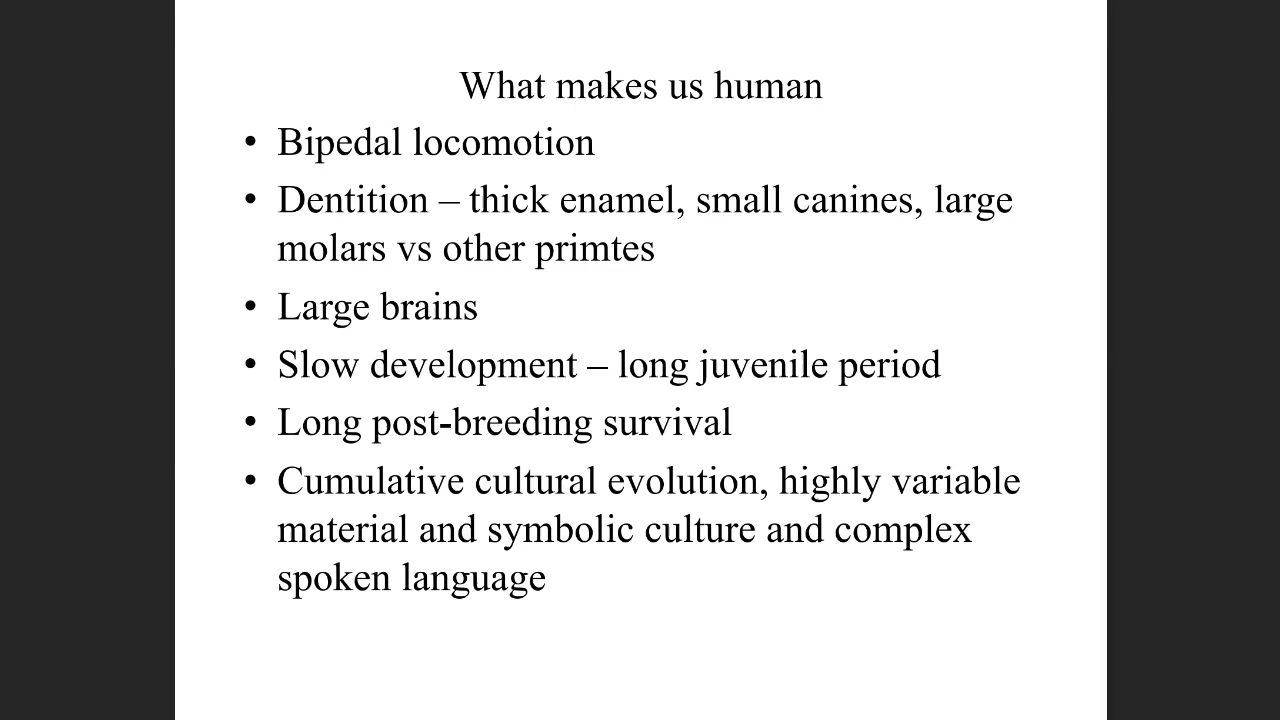 What makes us human
• Bipedal locomotion
• Dentition – thick enamel, small canines, large
molars vs other primtes
• Large brains
• Slow development – long juvenile period
• Long post-breeding survival
• Cumulative cultural evolution, highly variable
material and symbolic culture and complex
spoken language